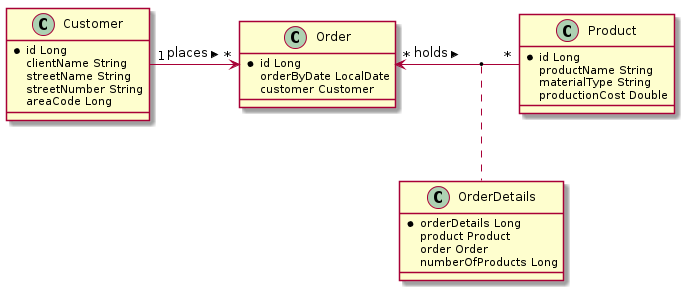 C Customer
id Long
clientName String
streetName String
streetNumber String
areaCode Long
1 places ▶ *
C Order
id Long
orderByDate LocalDate
customer Customer
* holds ▶ *
C Product
id Long
productName String
materialType String
productionCost Double
C OrderDetails
orderDetails Long
product Product
order Order
numberOfProducts Long